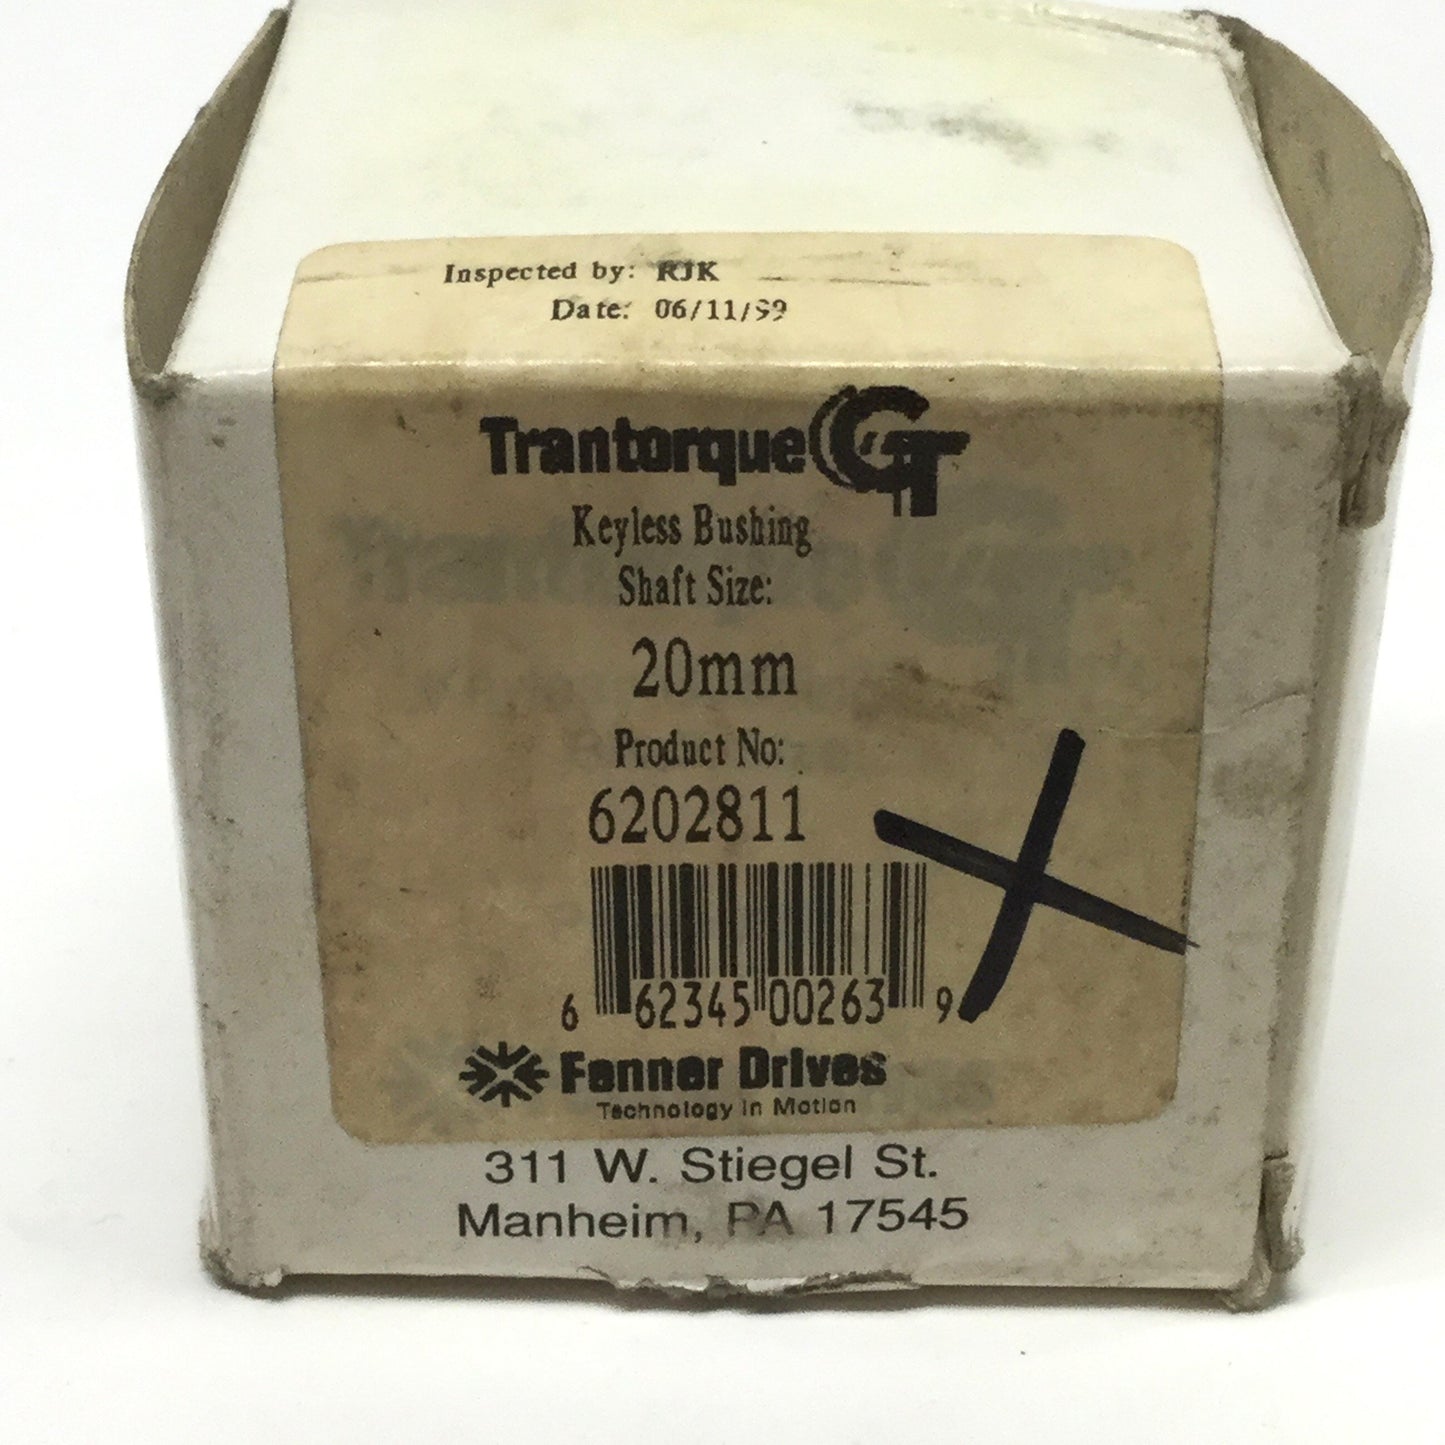 Inspected by: RJK
Date: 06/11/99
Trantorque GT
Keyless Bushing
Shaft Size:
20mm
Product No:
6202811
6 62345 00263 9
Fenner Drives
Technology in Motion
311 W. Stiegel St.
Manheim, PA 17545